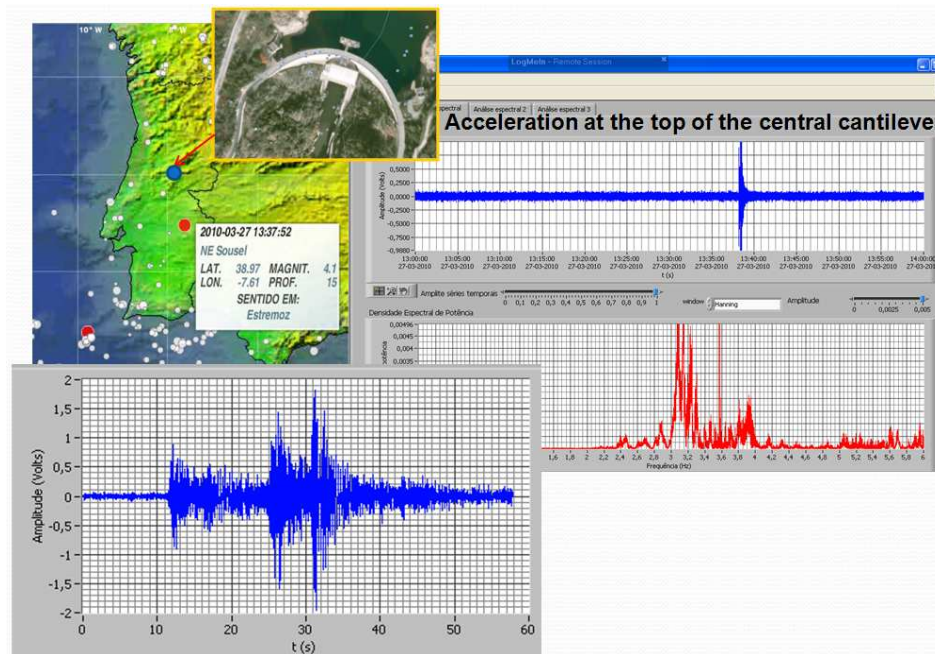 10° W
2010-03-27 13:37:52
NE Sousel
LAT. 38.97 MAGNIT. 4.1
LON. -7.61 PROF. 15
SENTIDO EM:
Estremoz
LogMeIn - Remote Session
Análise espectral 2 Análise espectral 3
Acceleration at the top of the central cantileve
Amplitude (Volts)
0,5000
0,2500
0,0000
-0,2500
-0,5000
-0,7500
-0,9880
13:00:00 13:05:00 13:10:00 13:15:00 13:20:00 13:25:00 13:30:00 13:35:00 13:40:00 13:45:00 13:50:00 13:55:00 14:00:00
27-03-2010 27-03-2010 27-03-2010 27-03-2010 27-03-2010 27-03-2010 27-03-2010 27-03-2010 27-03-2010 27-03-2010 27-03-2010 27-03-2010 27-03-2010
t (s)
Amplite séries temporais
0 0,1 0,2 0,3 0,4 0,5 0,6 0,7 0,8 0,9 1
window
Hanning
Amplitude
0 0,0025 0,005
Densidade Espectral de Potência
0,00496
0,004
0,0035
1,6 1,8 2 2,2 2,4 2,6 2,8 3 3,2 3,4 3,6 3,8 4 4,2 4,4 4,6 4,8 5 5,2 5,4 5,6 5,8 6
Frequência (Hz)
Amplitude (Volts)
2
1,5
1
0,5
0
-0,5
-1
-1,5
-2
0 10 20 30 40 50 60
t (s)